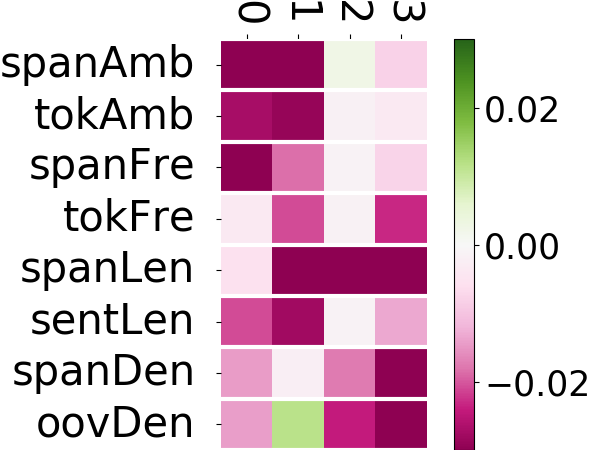 0 1 2 3
spanAmb
tokAmb
spanFre
tokFre
spanLen
sentLen
spanDen
oovDen
0.02
0.00
−0.02